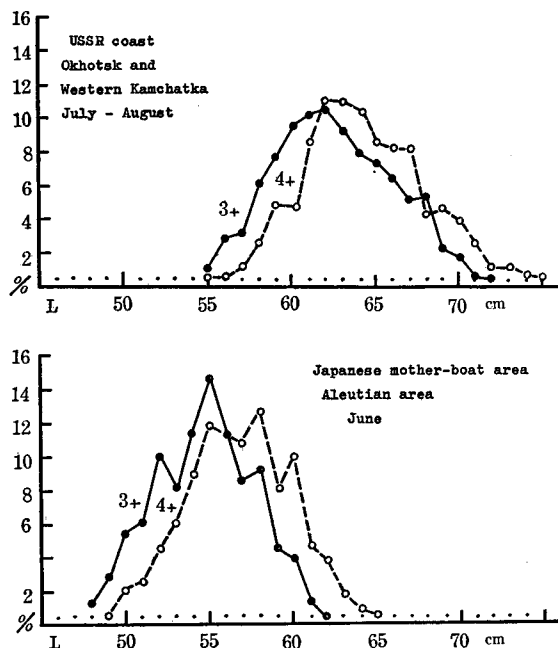 16
USSR coast
14
Okhotsk and
12
Western Kamchatka
10
July - August
8
6
4+
3+
4
2
%
L 50 55 60 65 70 cm
16
Japanese mother-boat area
14
Aleutian area
12
June
10
8
3+ 4+
6
4
2
%
L 50 55 60 65 70 cm